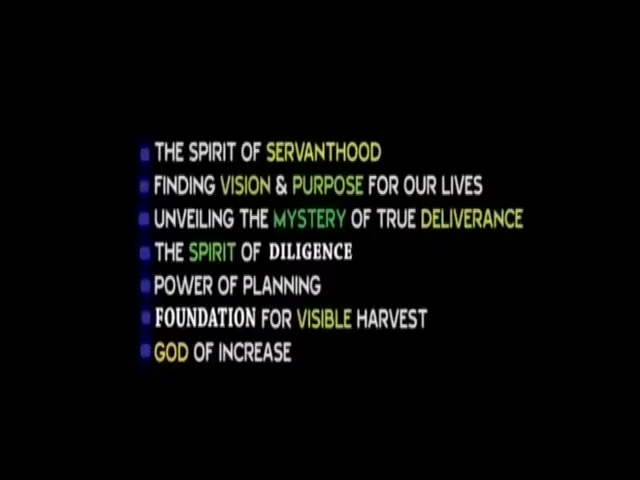 THE SPIRIT OF SERVANTHOOD
FINDING VISION & PURPOSE FOR OUR LIVES
UNVEILING THE MYSTERY OF TRUE DELIVERANCE
THE SPIRIT OF DILIGENCE
POWER OF PLANNING
FOUNDATION FOR VISIBLE HARVEST
GOD OF INCREASE